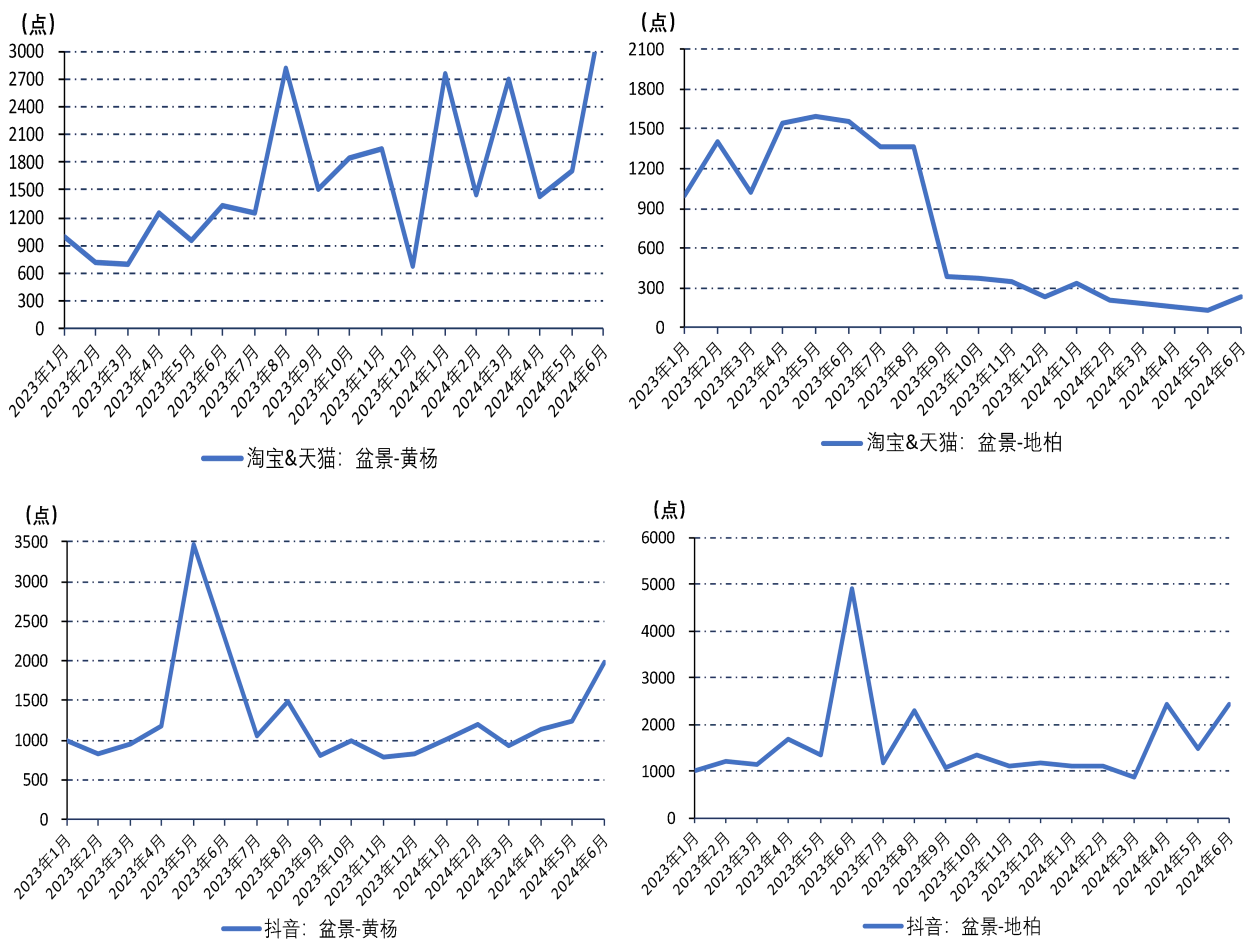 (点)
3000
2700
2400
2100
1800
1500
1200
900
600
300
0
2023年1月
2023年2月
2023年3月
2023年4月
2023年5月
2023年6月
2023年7月
2023年8月
2023年9月
2023年10月
2023年11月
2023年12月
2024年1月
2024年2月
2024年3月
2024年4月
2024年5月
2024年6月
淘宝&天猫：盆景-黄杨
(点)
2100
1800
1500
1200
900
600
300
0
2023年1月
2023年2月
2023年3月
2023年4月
2023年5月
2023年6月
2023年7月
2023年8月
2023年9月
2023年10月
2023年11月
2023年12月
2024年1月
2024年2月
2024年3月
2024年4月
2024年5月
2024年6月
淘宝&天猫：盆景-地柏
(点)
3500
3000
2500
2000
1500
1000
500
0
2023年1月
2023年2月
2023年3月
2023年4月
2023年5月
2023年6月
2023年7月
2023年8月
2023年9月
2023年10月
2023年11月
2023年12月
2024年1月
2024年2月
2024年3月
2024年4月
2024年5月
2024年6月
抖音：盆景-黄杨
(点)
6000
5000
4000
3000
2000
1000
0
2023年1月
2023年2月
2023年3月
2023年4月
2023年5月
2023年6月
2023年7月
2023年8月
2023年9月
2023年10月
2023年11月
2023年12月
2024年1月
2024年2月
2024年3月
2024年4月
2024年5月
2024年6月
抖音：盆景-地柏